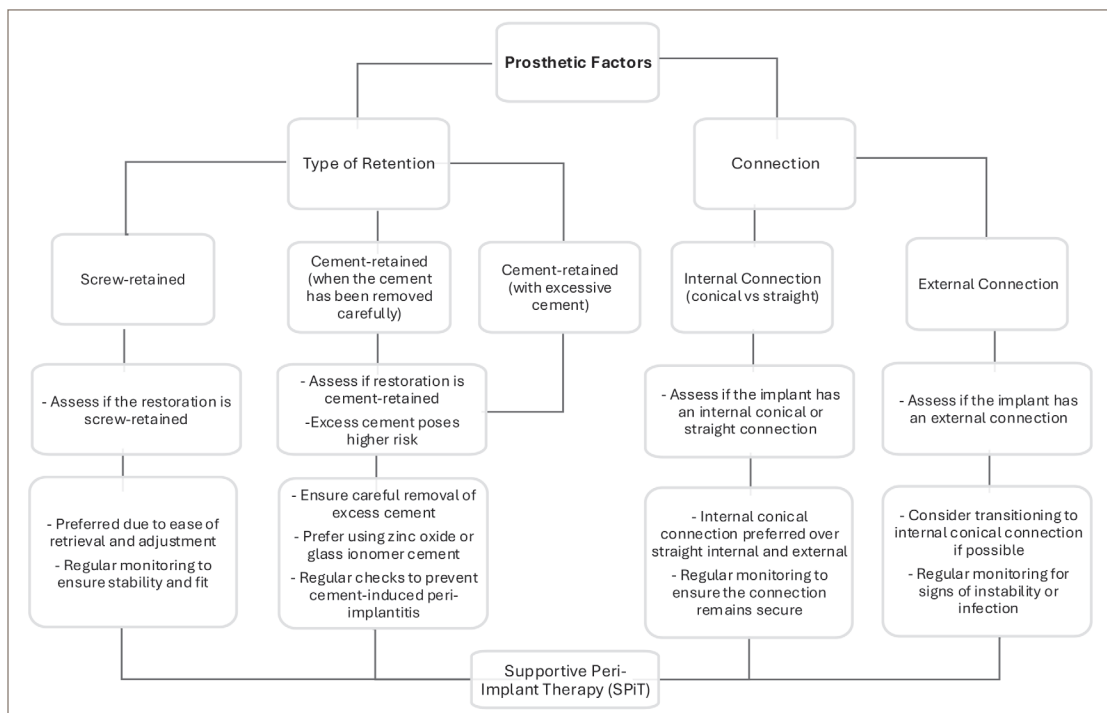 Prosthetic Factors
Type of Retention
Connection
Screw-retained
Cement-retained
(when the cement
has been removed
carefully)
Cement-retained
(with excessive
cement)
Internal Connection
(conical vs straight)
External Connection
- Assess if the restoration is
screw-retained
- Assess if restoration is
cement-retained
-Excess cement poses
higher risk
- Assess if the implant has
an internal conical or
straight connection
- Assess if the implant has
an external connection
- Preferred due to ease of
retrieval and adjustment
- Regular monitoring to
ensure stability and fit
- Ensure careful removal of
excess cement
- Prefer using zinc oxide or
glass ionomer cement
- Regular checks to prevent
cement-induced peri-
implantitis
- Internal conical
connection preferred over
straight internal and external
- Regular monitoring to
ensure the connection
remains secure
- Consider transitioning to
internal conical connection
if possible
- Regular monitoring for
signs of instability or
infection
Supportive Peri-
Implant Therapy (SPiT)